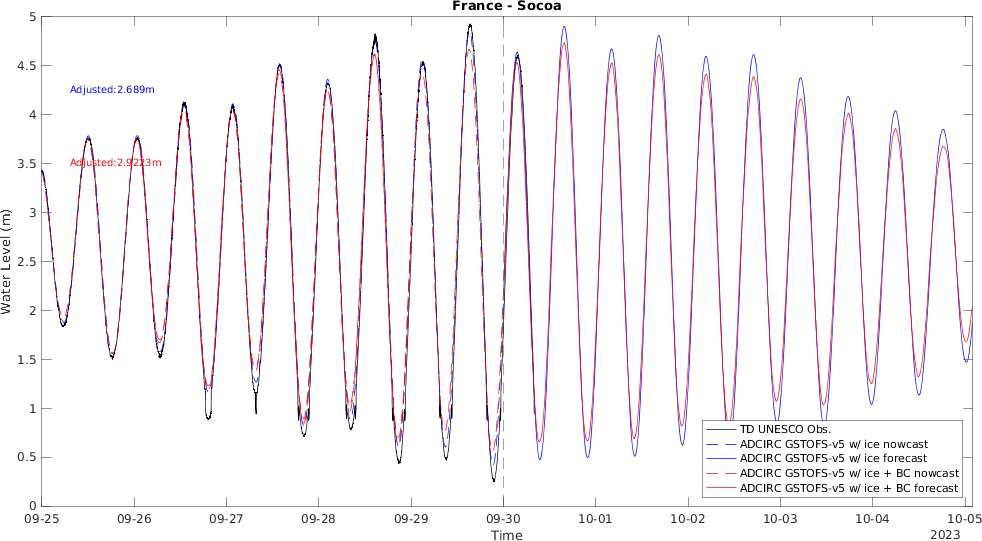 France - Socoa
5
4.5
4
3.5
3
2.5
2
1.5
1
0.5
0
Water Level (m)
Adjusted:2.689m
Adjusted:2.9223m
TD UNESCO Obs.
ADCIRC GSTOFS-v5 w/ ice nowcast
ADCIRC GSTOFS-v5 w/ ice forecast
ADCIRC GSTOFS-v5 w/ ice + BC nowcast
ADCIRC GSTOFS-v5 w/ ice + BC forecast
09-25 09-26 09-27 09-28 09-29 09-30 10-01 10-02 10-03 10-04 10-05
Time
2023